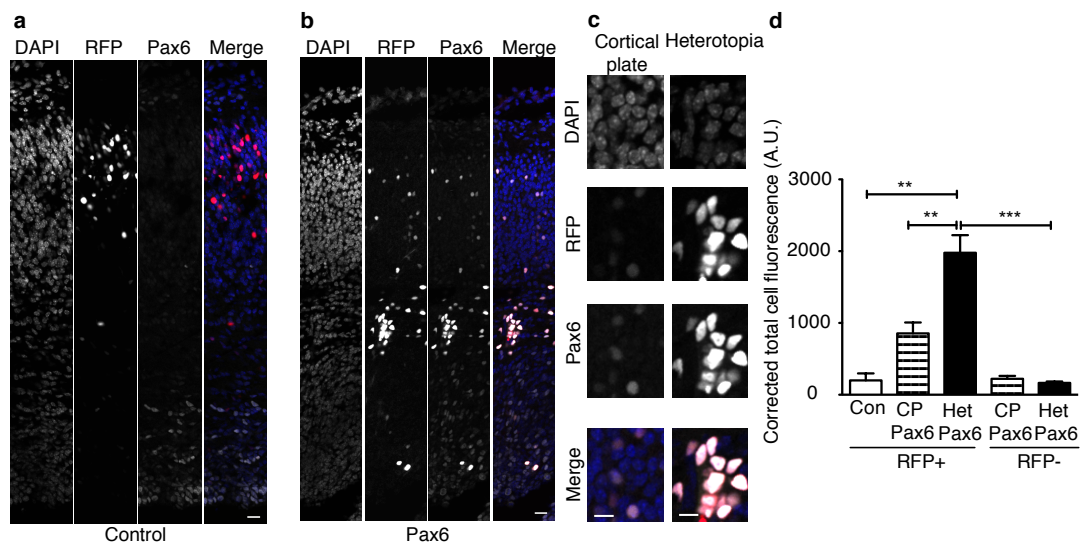 a
DAPI RFP Pax6 Merge
Control
b
DAPI RFP Pax6 Merge
Pax6
c
Cortical plate
Heterotopia
DAPI
RFP
Pax6
Merge
d
Corrected total cell fluorescence (A.U.)
3000
2000
1000
0
** 
** ***
Con CP Het CP Het
Pax6 Pax6 Pax6 Pax6
RFP+ RFP-